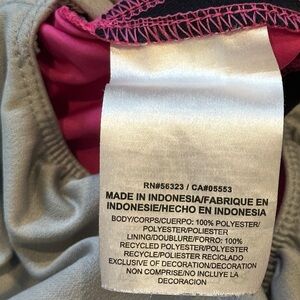 RN#56323 / CA#05553
MADE IN INDONESIA/FABRIQUE EN
INDONESIE/HECHO EN INDONESIA
BODY/CORPS/CUERPO: 100% POLYESTER/
POLYESTER/POLIESTER
LINING/DOUBLURE/FORRO: 100%
RECYCLED POLYESTER/POLYESTER
RECYCLE/POLIESTER RECICLADO
EXCLUSIVE OF DECORATION/DECORATION
NON COMPRISE/NO INCLUYE LA
DECORACION